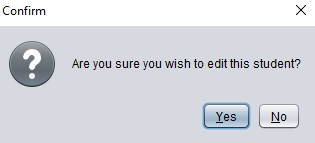 Confirm
Are you sure you wish to edit this student?
Yes No